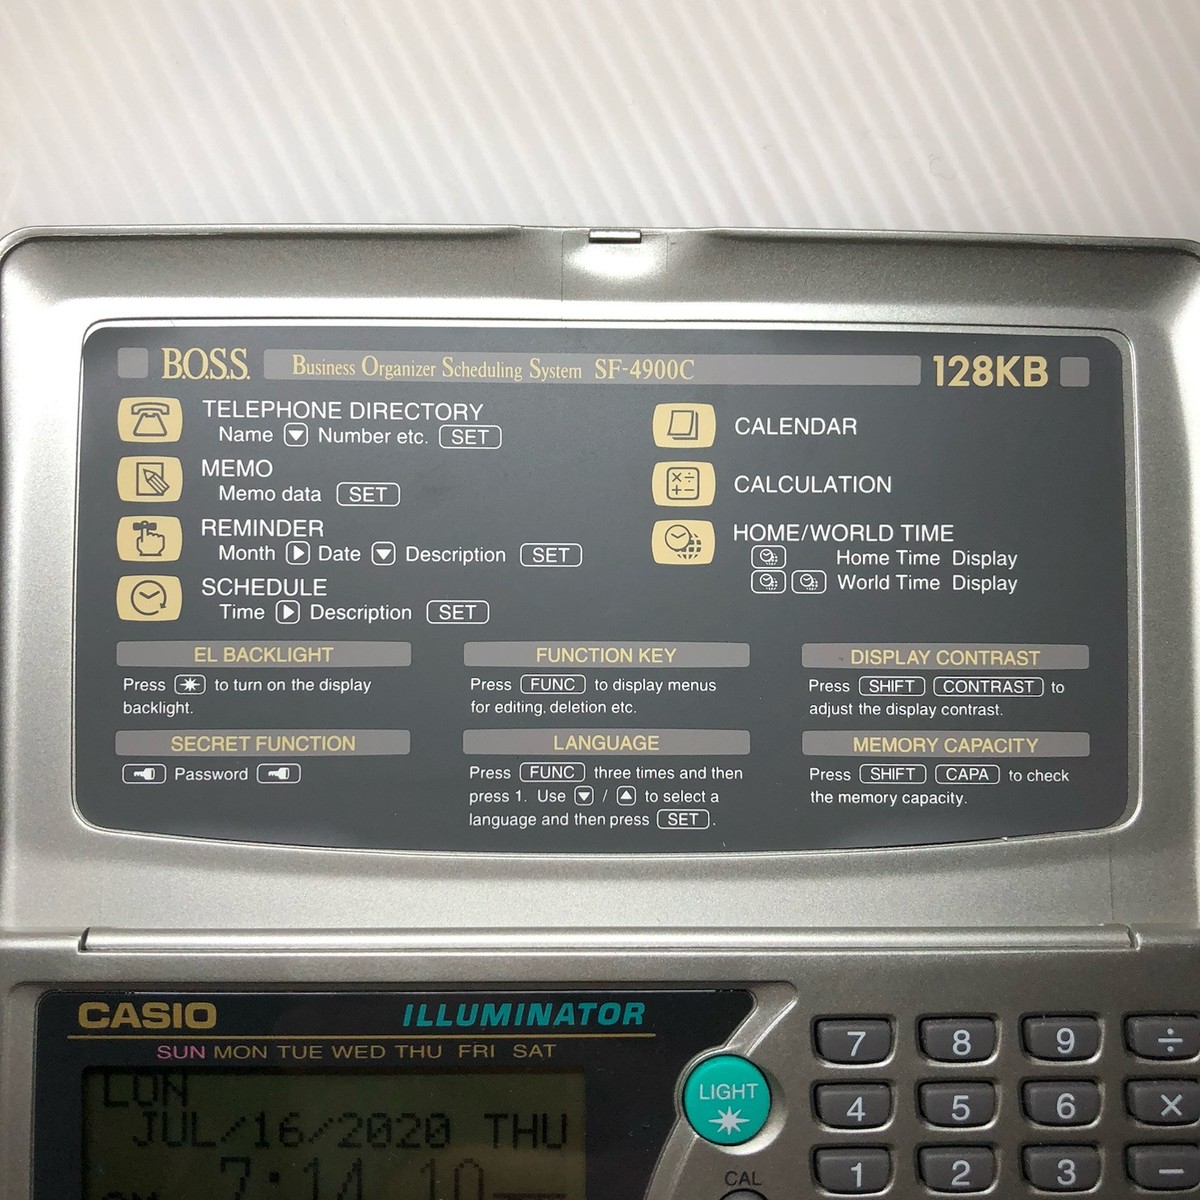 B.O.S.S. Business Organizer Scheduling System SF-4900C 128KB
TELEPHONE DIRECTORY
Name ▼ Number etc. SET
MEMO
Memo data SET
REMINDER
Month ▶ Date ▼ Description SET
SCHEDULE
Time ▶ Description SET
CALENDAR
CALCULATION
HOME/WORLD TIME
Home Time Display
World Time Display
EL BACKLIGHT
Press to turn on the display
backlight.
FUNCTION KEY
Press FUNC to display menus
for editing, deletion etc.
DISPLAY CONTRAST
Press SHIFT CONTRAST to
adjust the display contrast.
SECRET FUNCTION
Password
LANGUAGE
Press FUNC three times and then
press 1. Use ▼ / ▲ to select a
language and then press SET.
MEMORY CAPACITY
Press SHIFT CAPA to check
the memory capacity.
CASIO ILLUMINATOR
SUN MON TUE WED THU FRI SAT
LON
JUL/16/2020 THU
7:14 10
LIGHT
CAL
7 8 9 ÷
4 5 6 ×
1 2 3 −